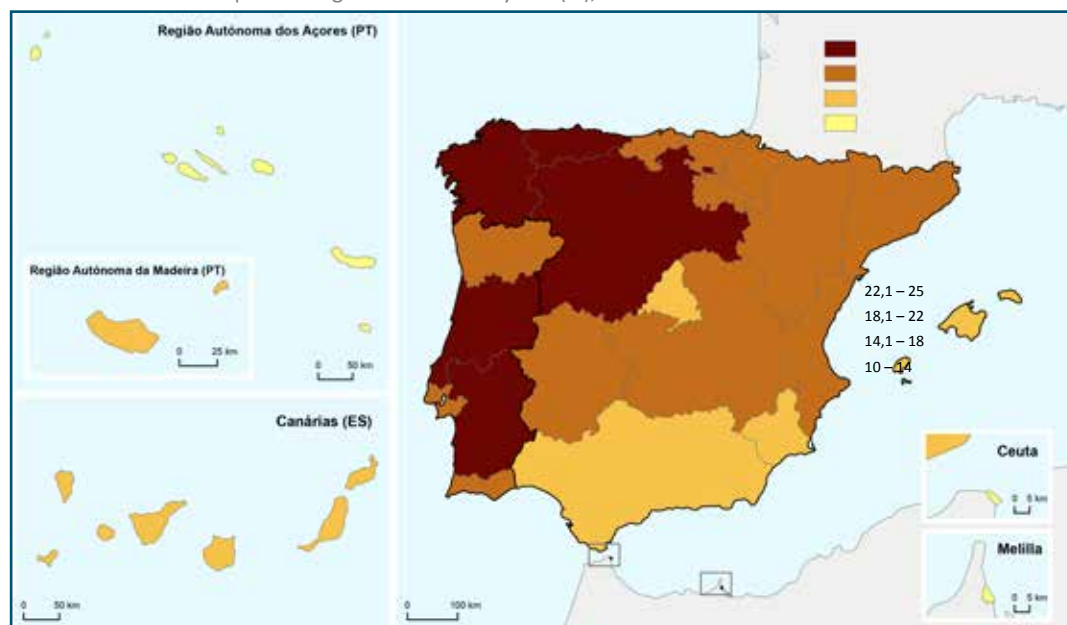 Região Autónoma dos Açores (PT)
0 50 km
Região Autónoma da Madeira (PT)
0 25 km
Canárias (ES)
0 50 km
0 100 km
22,1 – 25
18,1 – 22
14,1 – 18
10 – 14
Ceuta
0 5 km
Melilla
0 5 km